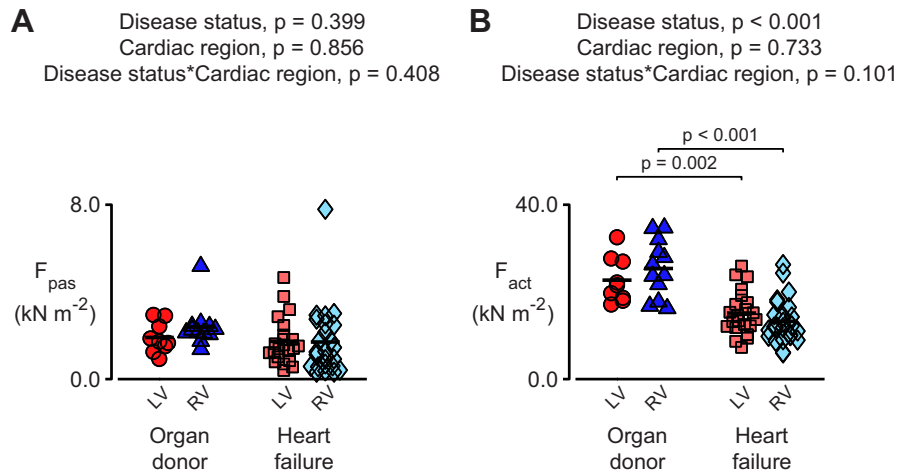 A
Disease status, p = 0.399
Cardiac region, p = 0.856
Disease status*Cardiac region, p = 0.408
8.0
F pas
(kN m-2)
0.0
LV
RV
LV
RV
Organ
donor
Heart
failure
B
Disease status, p < 0.001
Cardiac region, p = 0.733
Disease status*Cardiac region, p = 0.101
p < 0.001
p = 0.002
40.0
F act
(kN m-2)
0.0
LV
RV
LV
RV
Organ
donor
Heart
failure